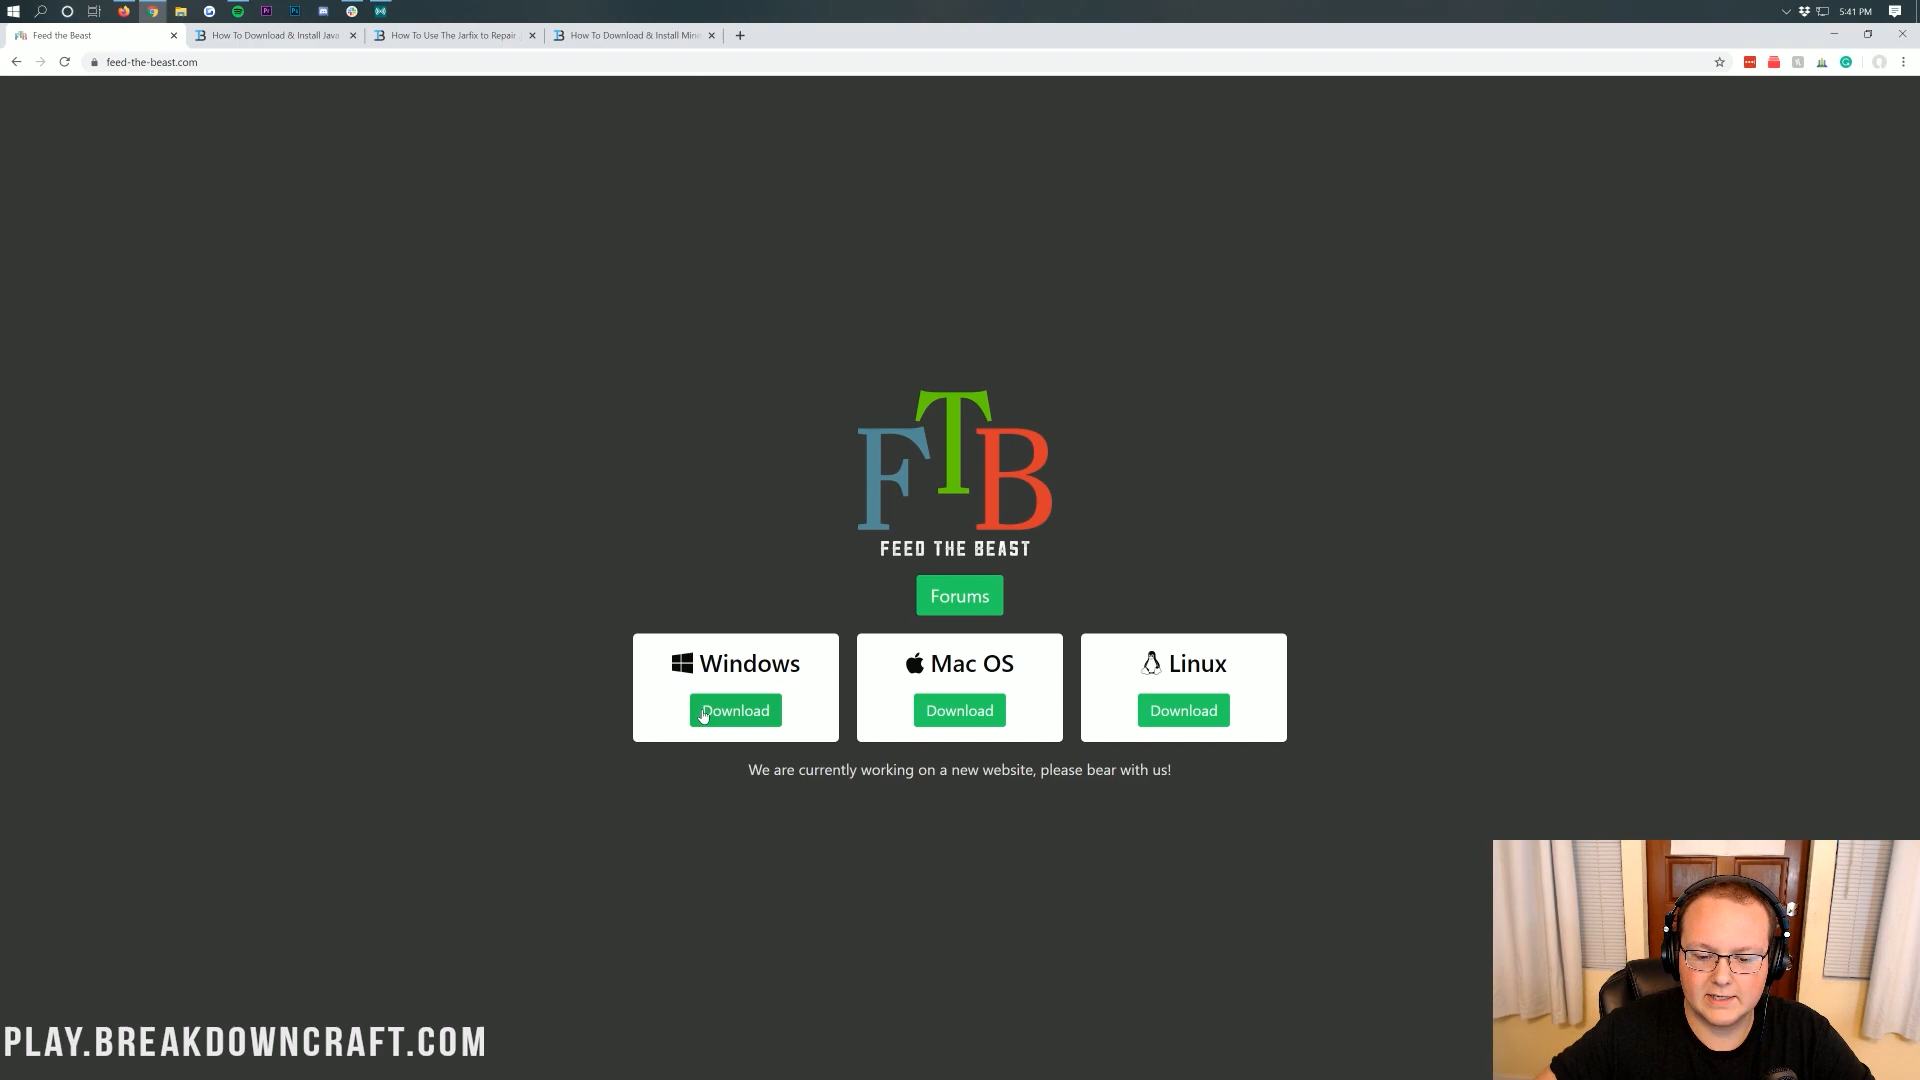 5:41 PM
Feed the Beast
How To Download & Install Java
How To Use The Jarfix to Repair
How To Download & Install Mine
feed-the-beast.com
FTB
FEED THE BEAST
Forums
Windows
Mac OS
Linux
Download
Download
Download
We are currently working on a new website, please bear with us!
PLAY.BREAKDOWNCRAFT.COM